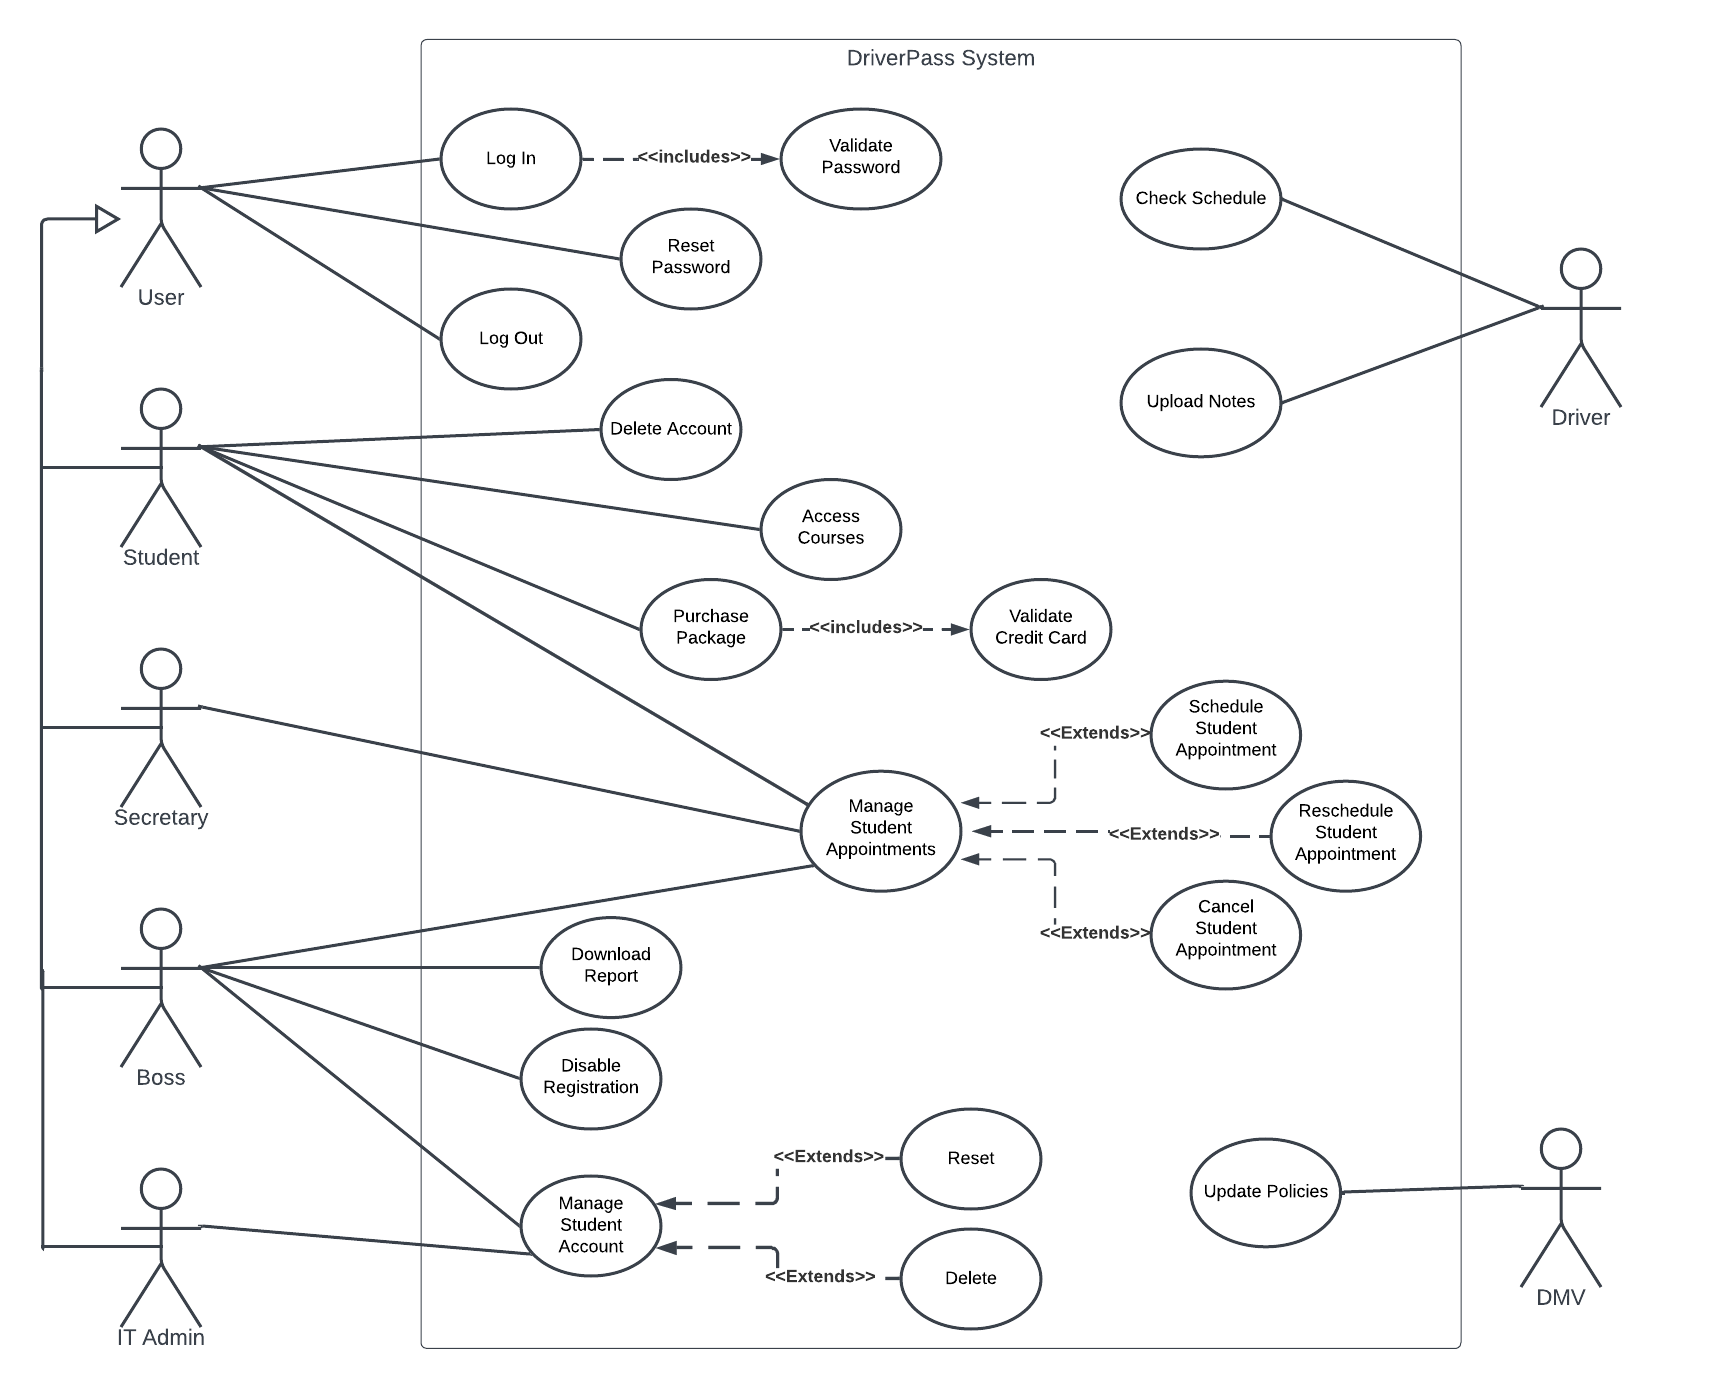 DriverPass System
Log In
<<includes>>
Validate
Password
Check Schedule
Reset
Password
User
Log Out
Upload Notes
Driver
Delete Account
Access
Courses
Student
Purchase
Package
<<includes>>
Validate
Credit Card
Schedule
Student
Appointment
<<Extends>>
Secretary
Manage
Student
Appointments
<<Extends>>
Reschedule
Student
Appointment
Cancel
Student
Appointment
<<Extends>>
Download
Report
Boss
Disable
Registration
<<Extends>>
Reset
Manage
Student
Account
Update Policies
<<Extends>>
Delete
DMV
IT Admin